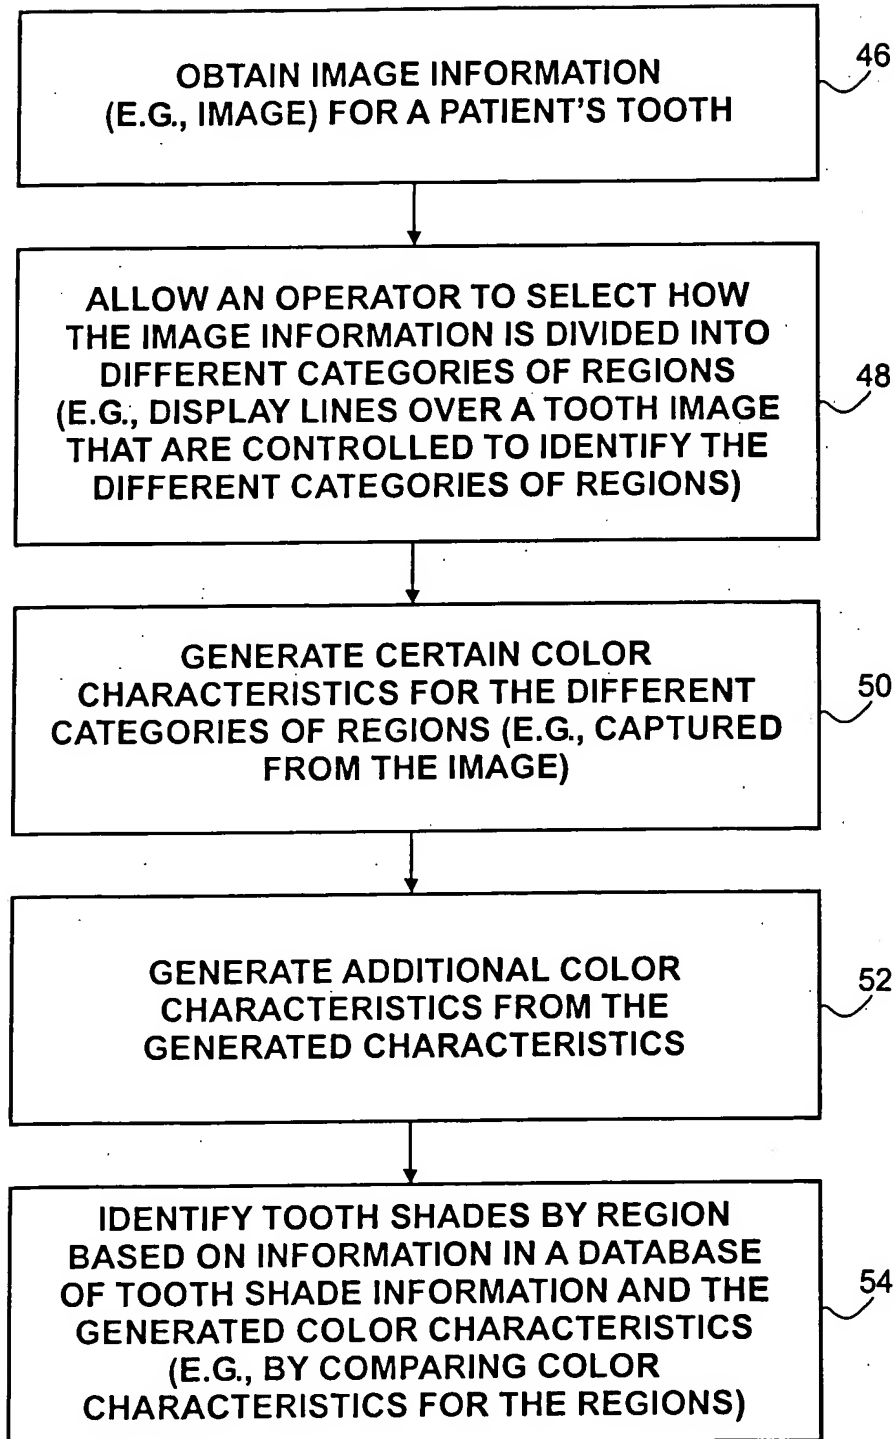 OBTAIN IMAGE INFORMATION
(E.G., IMAGE) FOR A PATIENT'S TOOTH
46
ALLOW AN OPERATOR TO SELECT HOW
THE IMAGE INFORMATION IS DIVIDED INTO
DIFFERENT CATEGORIES OF REGIONS
(E.G., DISPLAY LINES OVER A TOOTH IMAGE
THAT ARE CONTROLLED TO IDENTIFY THE
DIFFERENT CATEGORIES OF REGIONS)
48
GENERATE CERTAIN COLOR
CHARACTERISTICS FOR THE DIFFERENT
CATEGORIES OF REGIONS (E.G., CAPTURED
FROM THE IMAGE)
50
GENERATE ADDITIONAL COLOR
CHARACTERISTICS FROM THE
GENERATED CHARACTERISTICS
52
IDENTIFY TOOTH SHADES BY REGION
BASED ON INFORMATION IN A DATABASE
OF TOOTH SHADE INFORMATION AND THE
GENERATED COLOR CHARACTERISTICS
(E.G., BY COMPARING COLOR
CHARACTERISTICS FOR THE REGIONS)
54